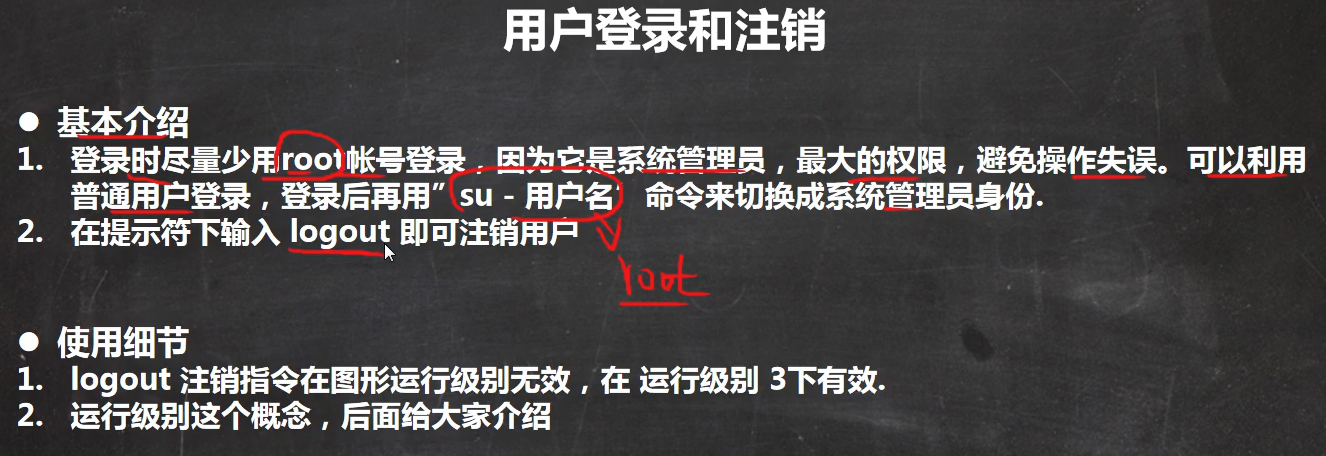 用户登录和注销
● 基本介绍
1. 登录时尽量少用root帐号登录，因为它是系统管理员，最大的权限，避免操作失误。可以利用
普通用户登录，登录后再用”su - 用户名’ 命令来切换成系统管理员身份.
2. 在提示符下输入 logout 即可注销用户
root
● 使用细节
1. logout 注销指令在图形运行级别无效，在 运行级别 3下有效.
2. 运行级别这个概念，后面给大家介绍